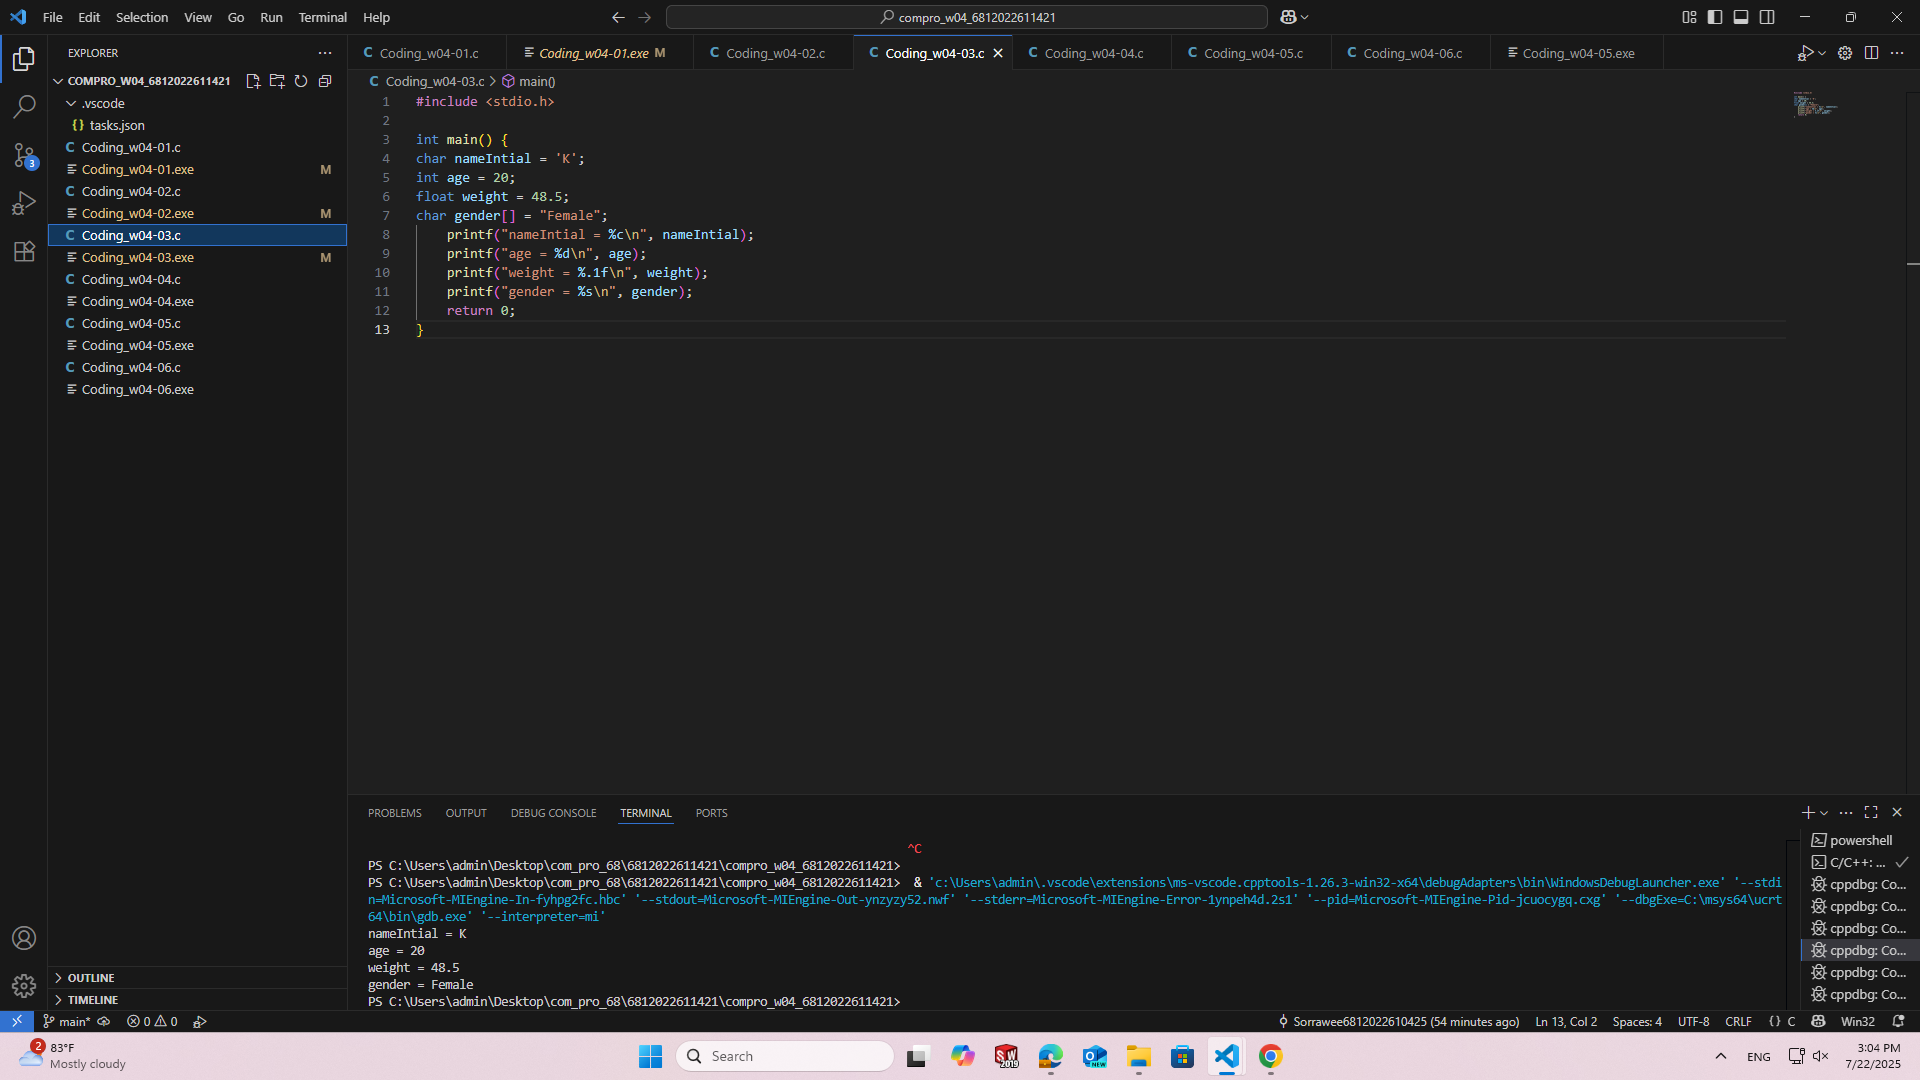 File Edit Selection View Go Run Terminal Help
compro_w04_6812022611421
EXPLORER
COMPRO_W04_6812022611421
.vscode
tasks.json
Coding_w04-01.c
Coding_w04-01.exe M
Coding_w04-02.c
Coding_w04-02.exe M
Coding_w04-03.c
Coding_w04-03.exe M
Coding_w04-04.c
Coding_w04-04.exe
Coding_w04-05.c
Coding_w04-05.exe
Coding_w04-06.c
Coding_w04-06.exe
OUTLINE
TIMELINE
3
Coding_w04-01.c Coding_w04-01.exe M Coding_w04-02.c Coding_w04-03.c Coding_w04-04.c Coding_w04-05.c Coding_w04-06.c Coding_w04-05.exe
Coding_w04-03.c > main()
1 #include <stdio.h>
2
3 int main() {
4 char nameIntial = 'K';
5 int age = 20;
6 float weight = 48.5;
7 char gender[] = "Female";
8 printf("nameIntial = %c\n", nameIntial);
9 printf("age = %d\n", age);
10 printf("weight = %.1f\n", weight);
11 printf("gender = %s\n", gender);
12 return 0;
13 }
PROBLEMS OUTPUT DEBUG CONSOLE TERMINAL PORTS
^C
PS C:\Users\admin\Desktop\com_pro_68\6812022611421\compro_w04_6812022611421>
PS C:\Users\admin\Desktop\com_pro_68\6812022611421\compro_w04_6812022611421> & 'c:\Users\admin\.vscode\extensions\ms-vscode.cpptools-1.26.3-win32-x64\debugAdapters\bin\WindowsDebugLauncher.exe' '--stdi
n=Microsoft-MIEngine-In-fyhpg2fc.hbc' '--stdout=Microsoft-MIEngine-Out-ynzyzy52.nwf' '--stderr=Microsoft-MIEngine-Error-1ynpeh4d.2s1' '--pid=Microsoft-MIEngine-Pid-jcuocygq.cxg' '--dbgExe=C:\msys64\ucrt
64\bin\gdb.exe' '--interpreter=mi'
nameIntial = K
age = 20
weight = 48.5
gender = Female
PS C:\Users\admin\Desktop\com_pro_68\6812022611421\compro_w04_6812022611421>
powershell
C/C++: ...
cppdbg: Co...
cppdbg: Co...
cppdbg: Co...
cppdbg: Co...
cppdbg: Co...
cppdbg: Co...
main* 0 0
Sorrawee6812022610425 (54 minutes ago) Ln 13, Col 2 Spaces: 4 UTF-8 CRLF {} C Win32
2
83°F
Mostly cloudy
Search
SW
2019
NEW
ENG
3:04 PM
7/22/2025